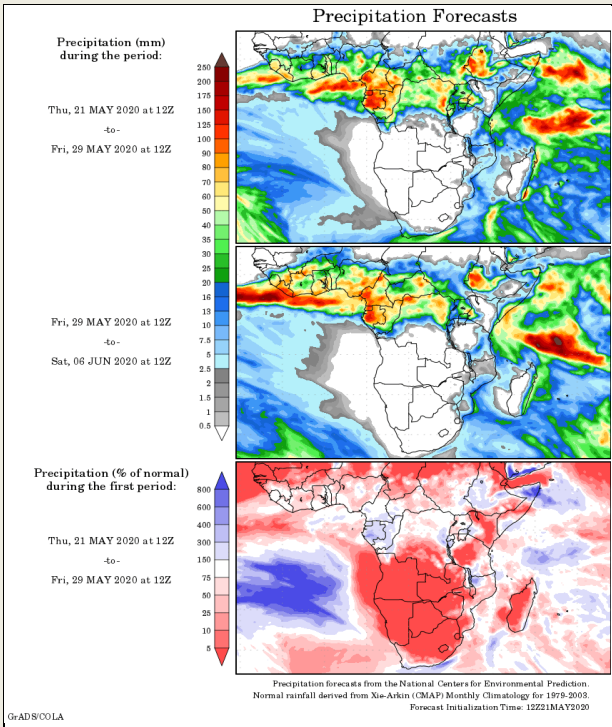 Precipitation Forecasts
Precipitation (mm)
during the period:
Thu, 21 MAY 2020 at 12Z
-to-
Fri, 29 MAY 2020 at 12Z
250
200
175
150
125
100
90
80
70
60
50
40
35
30
25
20
16
13
10
7.5
5
2.5
2
1.5
1
0.5
Fri, 29 MAY 2020 at 12Z
-to-
Sat, 06 JUN 2020 at 12Z
Precipitation (% of normal)
during the first period:
800
600
400
300
150
75
50
25
10
5
Thu, 21 MAY 2020 at 12Z
-to-
Fri, 29 MAY 2020 at 12Z
Precipitation forecasts from the National Centers for Environmental Prediction.
Normal rainfall derived from Xie-Arkin (CMAP) Monthly Climatology for 1979-2003.
Forecast Initialization Time: 12Z21MAY2020
GrADS/COLA